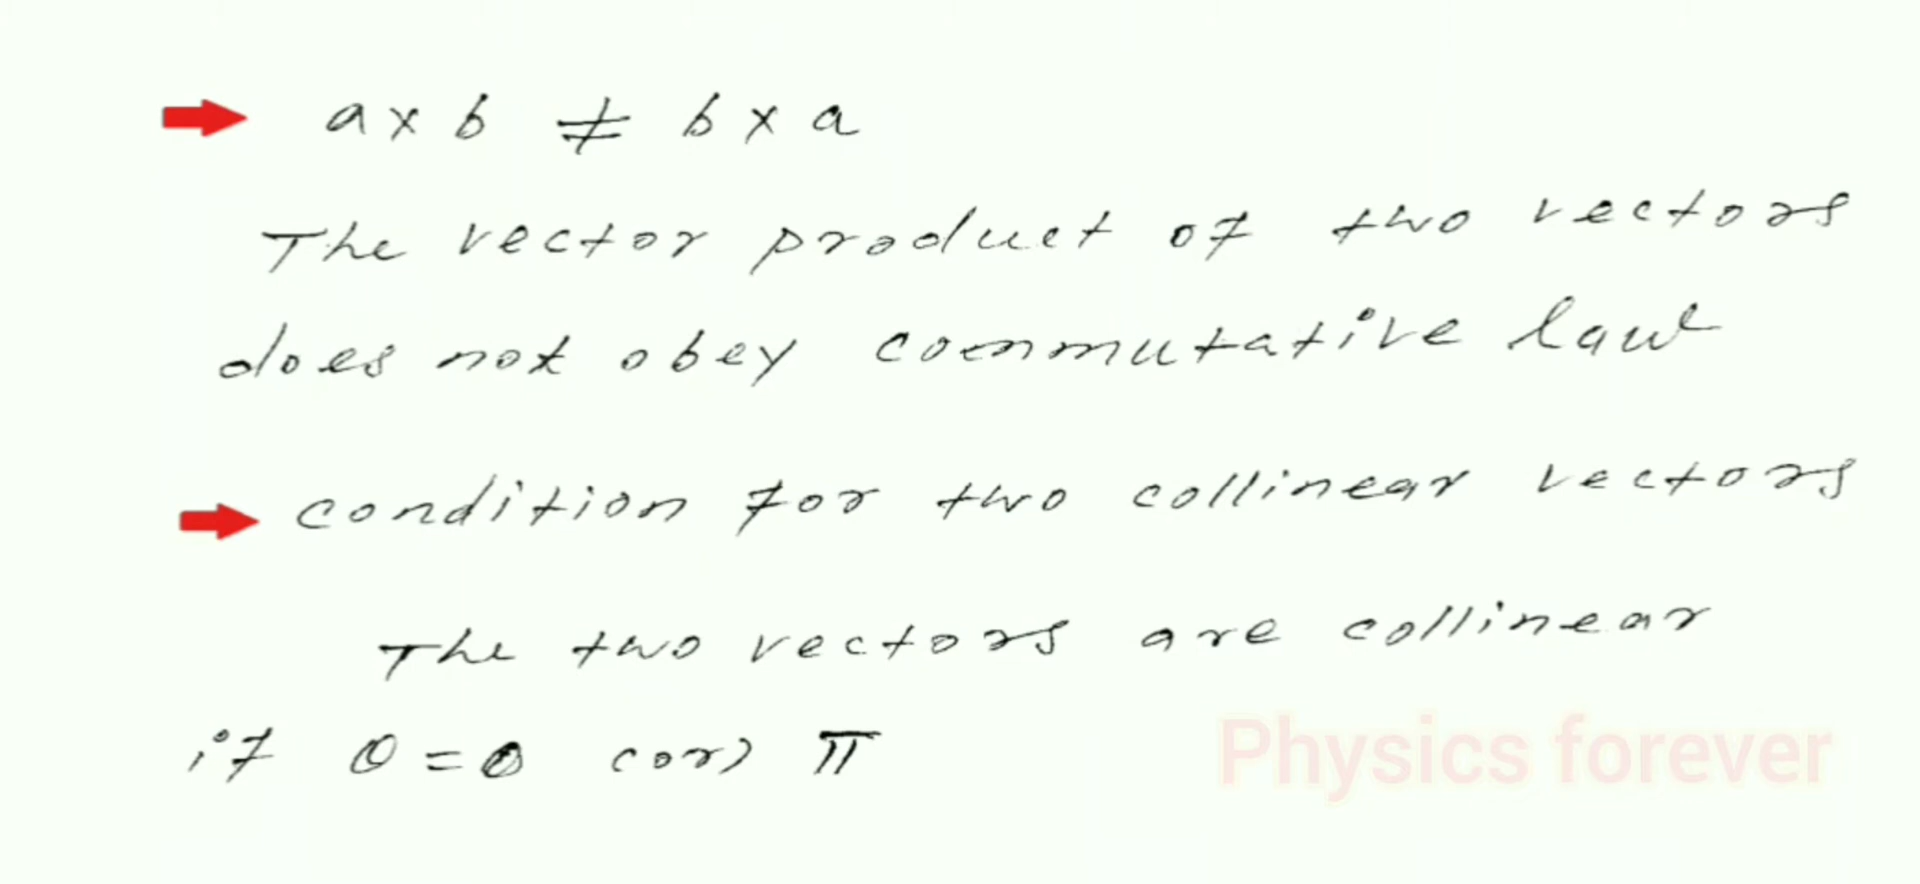 a x b ≠ b x a
The vector product of two vectors
does not obey commutative law
condition for two collinear vectors
The two vectors are collinear
if θ = 0 (or) π
Physics forever